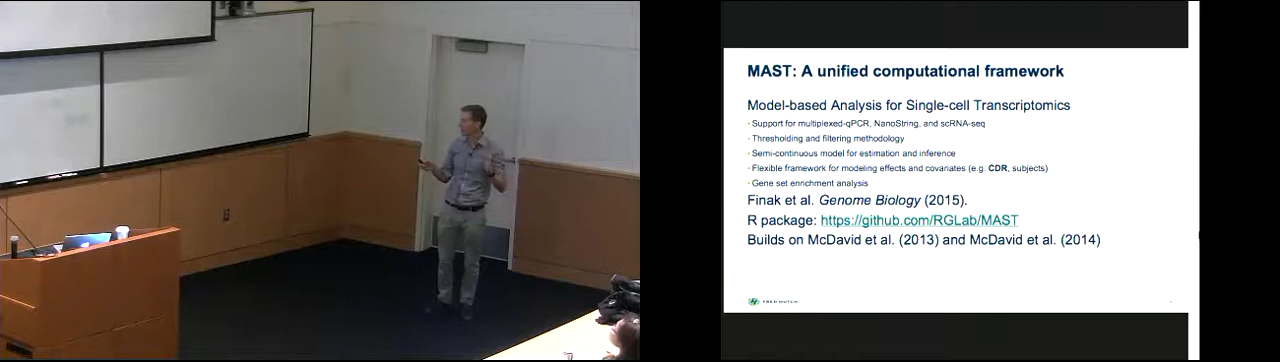 MAST: A unified computational framework
Model-based Analysis for Single-cell Transcriptomics
· Support for multiplexed-qPCR, NanoString, and scRNA-seq
· Thresholding and filtering methodology
· Semi-continuous model for estimation and inference
· Flexible framework for modeling effects and covariates (e.g. CDR, subjects)
· Gene set enrichment analysis
Finak et al. Genome Biology (2015).
R package: https://github.com/RGLab/MAST
Builds on McDavid et al. (2013) and McDavid et al. (2014)
FRED HUTCH